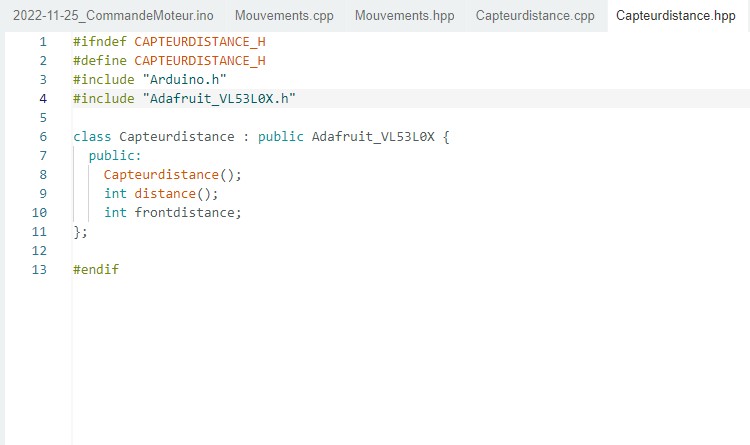 2022-11-25_CommandeMoteur.ino Mouvements.cpp Mouvements.hpp Capteurdistance.cpp Capteurdistance.hpp
1 #ifndef CAPTEURDISTANCE_H
2 #define CAPTEURDISTANCE_H
3 #include "Arduino.h"
4 #include "Adafruit_VL53L0X.h"
5
6 class Capteurdistance : public Adafruit_VL53L0X {
7 public:
8 Capteurdistance();
9 int distance();
10 int frontdistance;
11 };
12
13 #endif